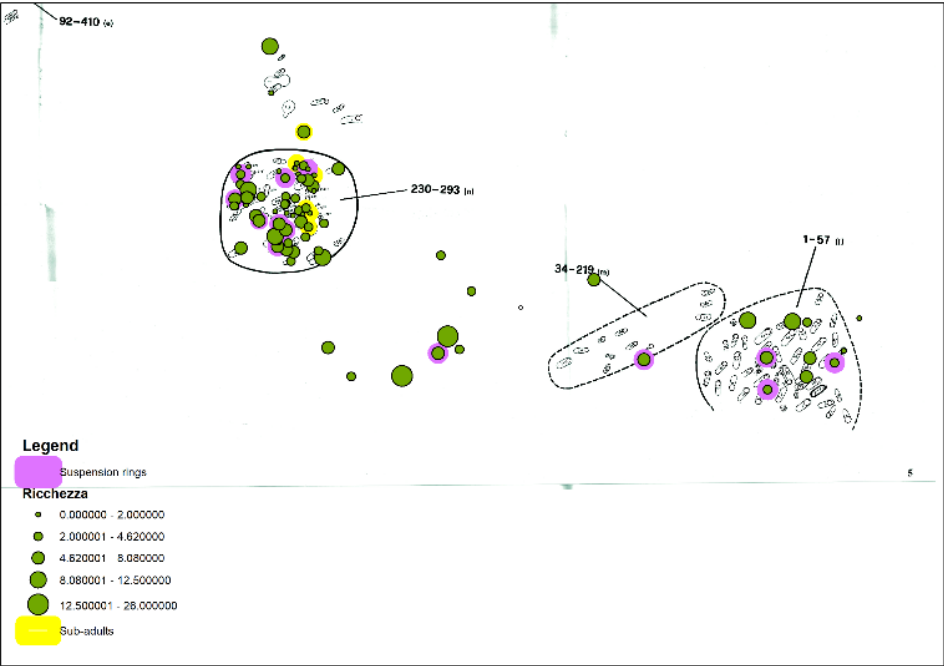 92-410 (e)
230-293 (n)
1-57 (l)
34-219 (m)
Legend
Suspension rings
5
Ricchezza
0.000000 - 2.000000
2.000001 - 4.620000
4.620001 - 8.080000
8.080001 - 12.500000
12.500001 - 26.000000
Sub-adults